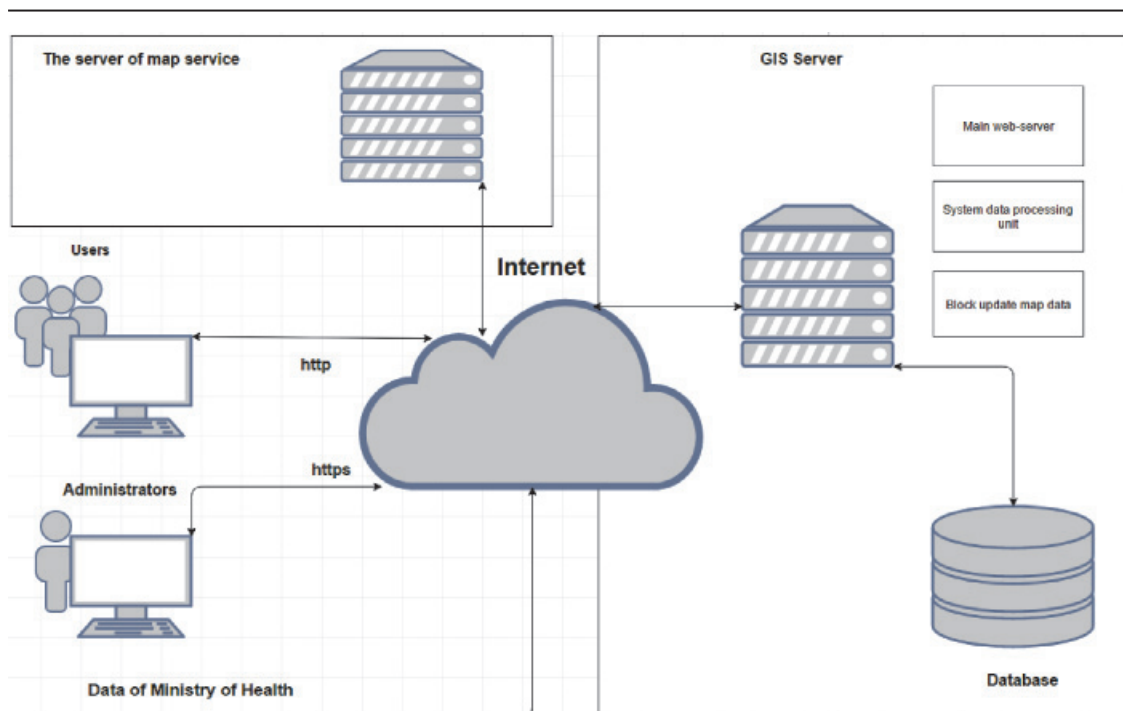 The server of map service
GIS Server
Main web-server
System data processing
unit
Block update map data
Users
Internet
http
https
Administrators
Data of Ministry of Health
Database